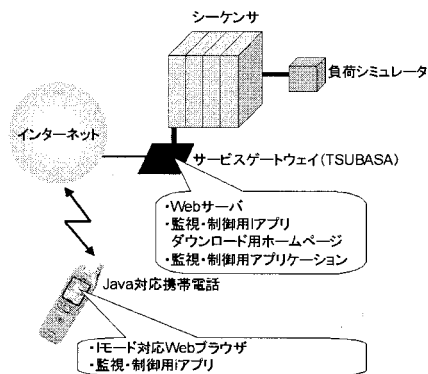 シーケンサ
負荷シミュレータ
インターネット
サービスゲートウェイ(TSUBASA)
・Webサーバ
・監視・制御用Iアプリ
ダウンロード用ホームページ
・監視・制御用アプリケーション
Java対応携帯電話
・Iモード対応Webブラウザ
・監視・制御用iアプリ